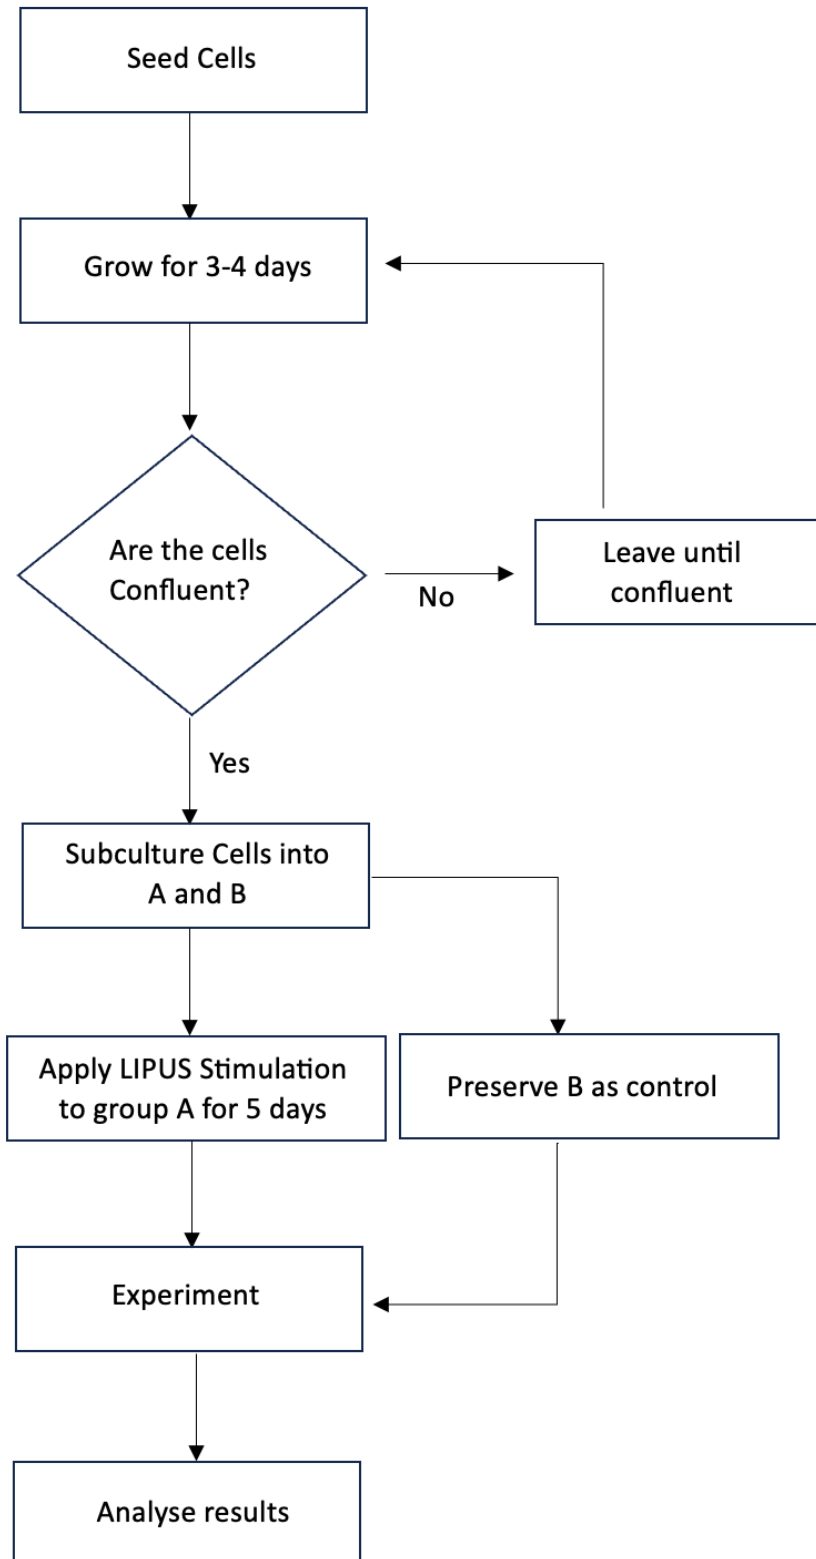 Seed Cells
Grow for 3-4 days
Are the cells
Confluent?
No
Leave until
confluent
Yes
Subculture Cells into
A and B
Apply LIPUS Stimulation
to group A for 5 days
Preserve B as control
Experiment
Analyse results